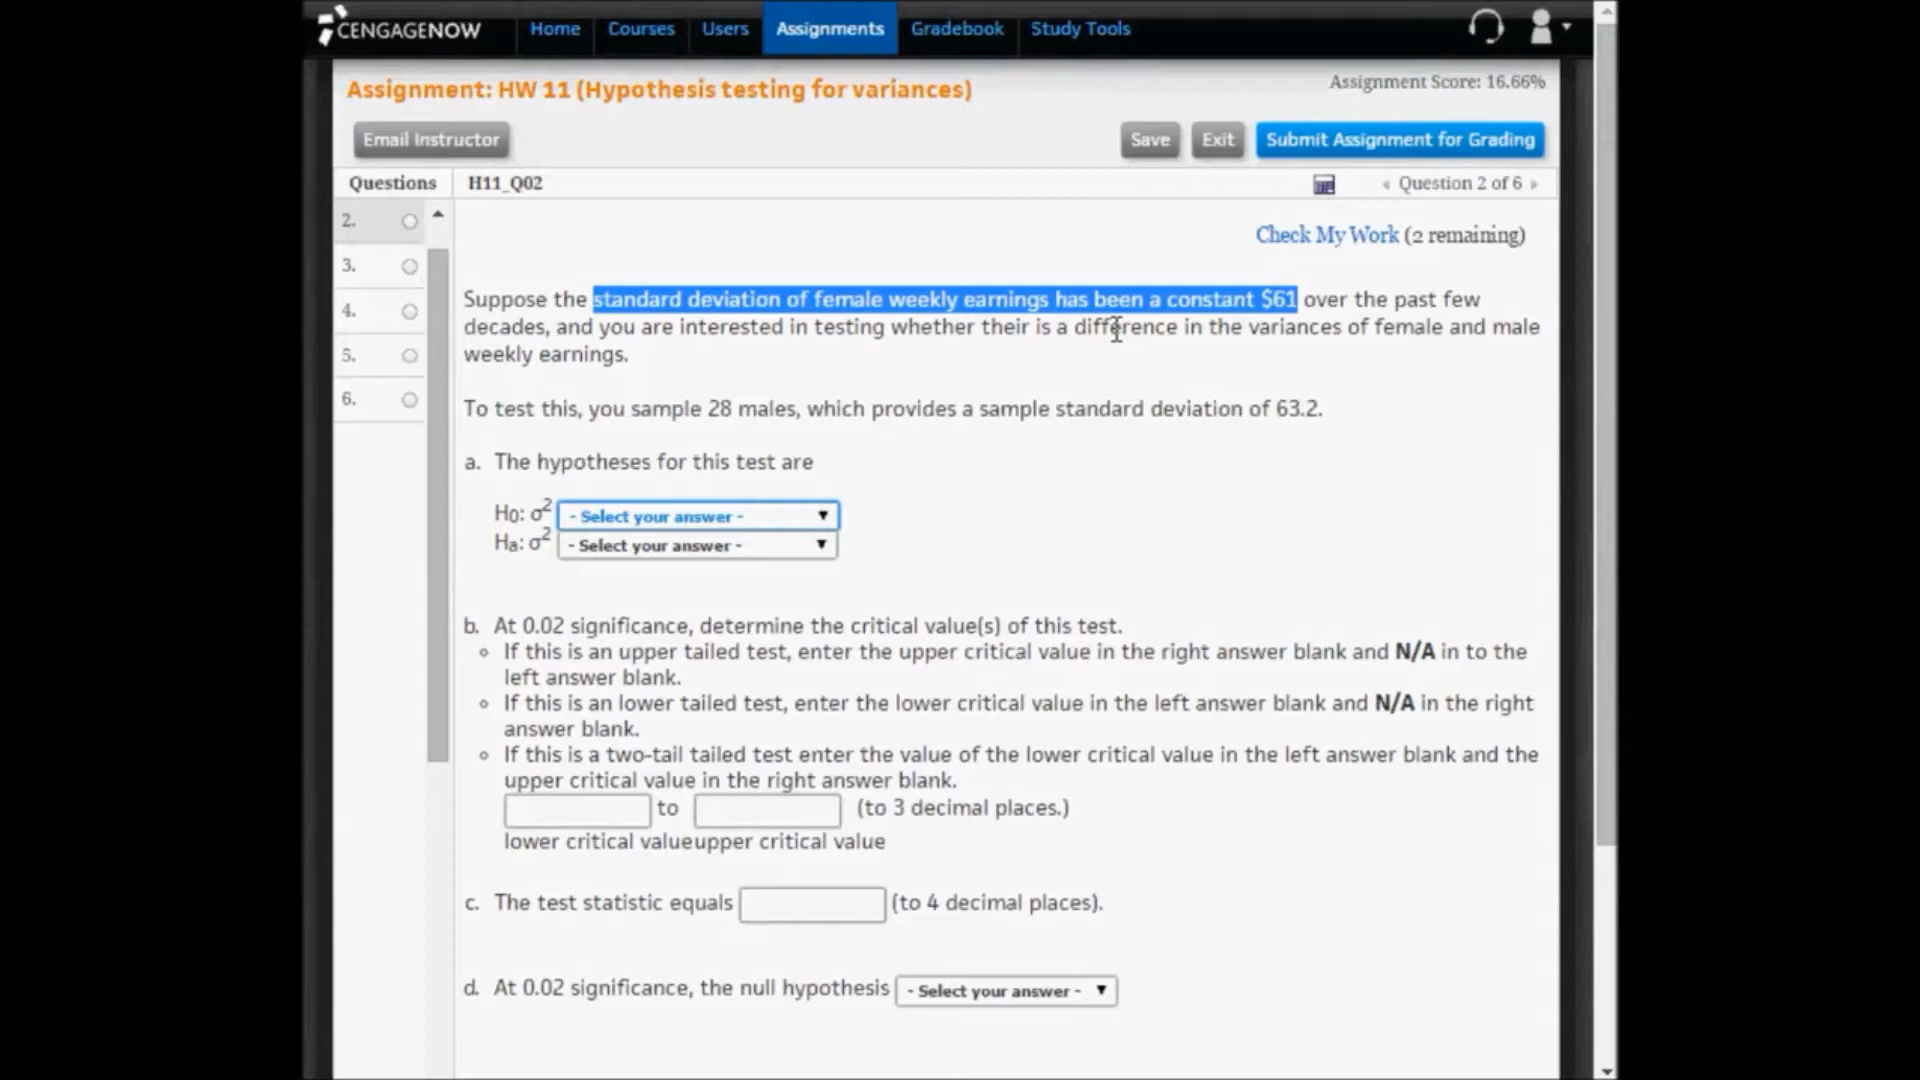 CENGAGENOW Home Courses Users Assignments Gradebook Study Tools
Assignment: HW 11 (Hypothesis testing for variances)
Assignment Score: 16.66%
Email Instructor
Save Exit Submit Assignment for Grading
Questions H11_Q02 Question 2 of 6
2.
3.
4.
5.
6.
Check My Work (2 remaining)
Suppose the standard deviation of female weekly earnings has been a constant $61 over the past few
decades, and you are interested in testing whether their is a difference in the variances of female and male
weekly earnings.
To test this, you sample 28 males, which provides a sample standard deviation of 63.2.
a. The hypotheses for this test are
H0: σ2 - Select your answer -
Ha: σ2 - Select your answer -
b. At 0.02 significance, determine the critical value(s) of this test.
If this is an upper tailed test, enter the upper critical value in the right answer blank and N/A in to the
left answer blank.
If this is an lower tailed test, enter the lower critical value in the left answer blank and N/A in the right
answer blank.
If this is a two-tail tailed test enter the value of the lower critical value in the left answer blank and the
upper critical value in the right answer blank.
to (to 3 decimal places.)
lower critical valueupper critical value
c. The test statistic equals (to 4 decimal places).
d. At 0.02 significance, the null hypothesis - Select your answer -